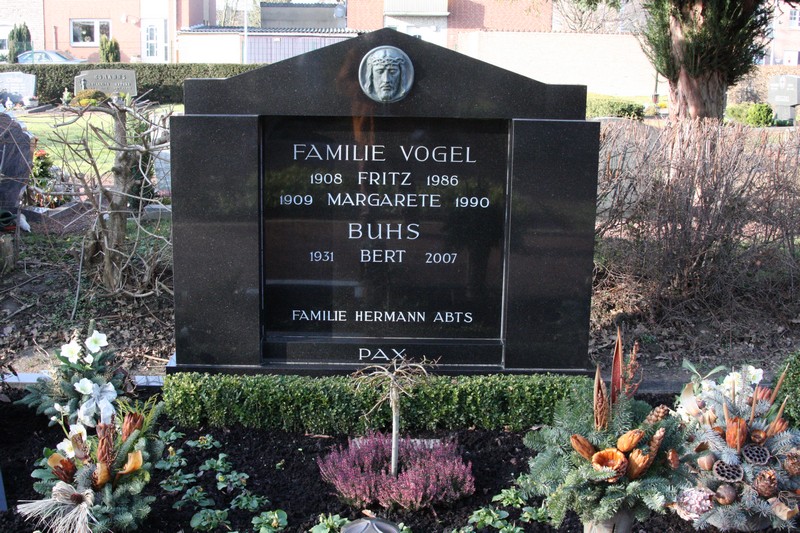 FAMILIE VOGEL
1908 FRITZ 1986
1909 MARGARETE 1990
BUHS
1931 BERT 2007
FAMILIE HERMANN ABTS
PAX